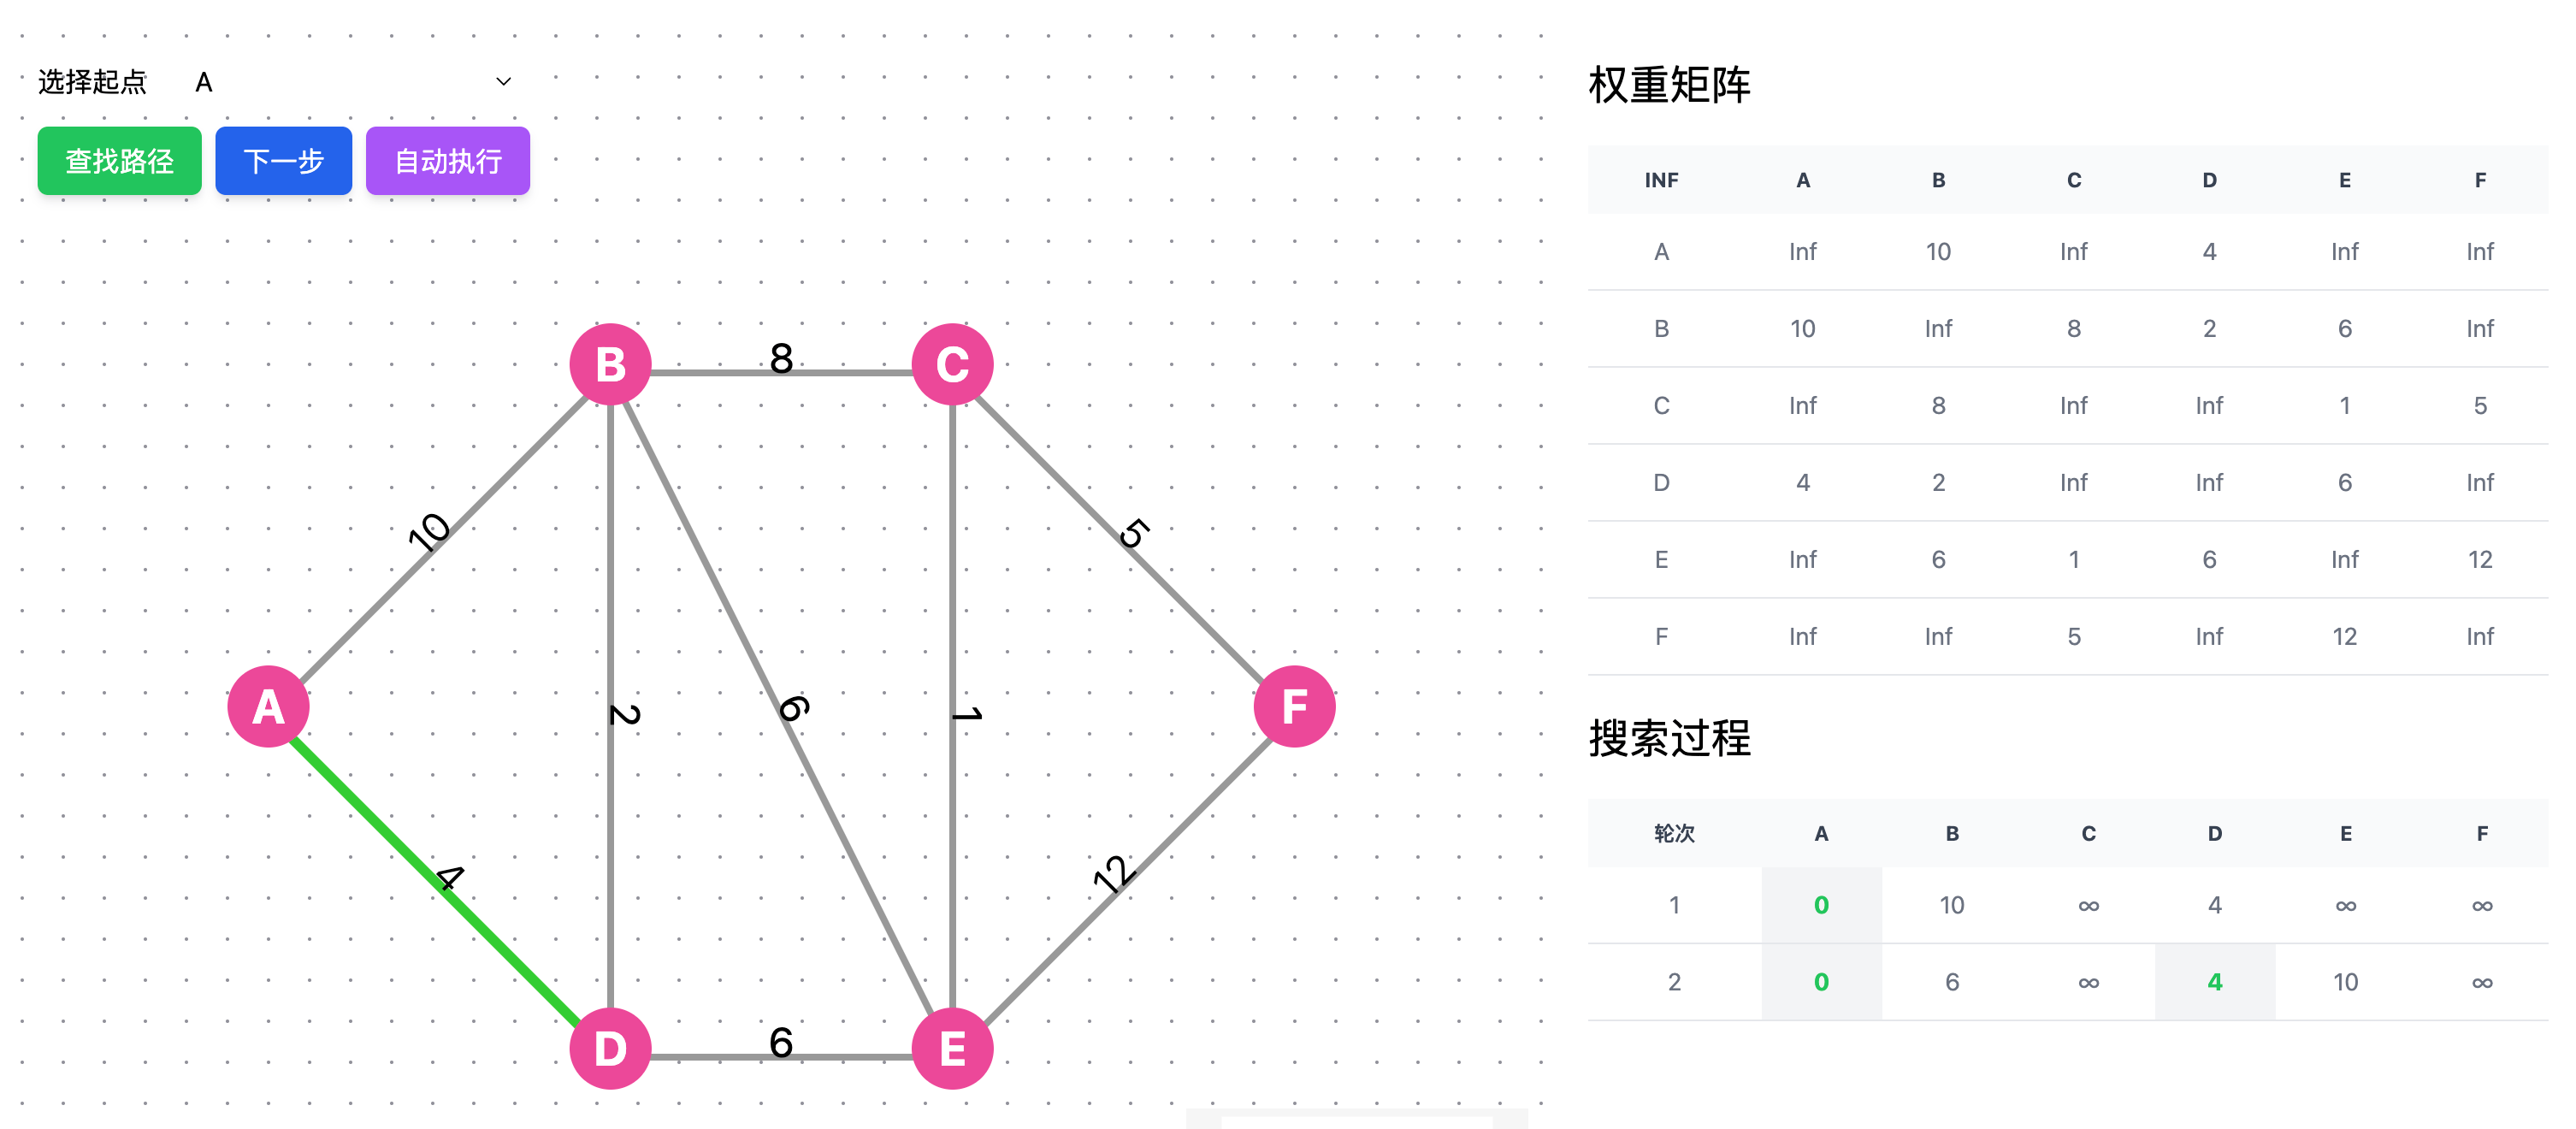 选择起点 A
查找路径 下一步 自动执行
B 8 C
10 5
A 2 6 1 F
4 12
D 6 E
权重矩阵
INF A B C D E F
A Inf 10 Inf 4 Inf Inf
B 10 Inf 8 2 6 Inf
C Inf 8 Inf Inf 1 5
D 4 2 Inf Inf 6 Inf
E Inf 6 1 6 Inf 12
F Inf Inf 5 Inf 12 Inf
搜索过程
轮次 A B C D E F
1 0 10 ∞ 4 ∞ ∞
2 0 6 ∞ 4 10 ∞